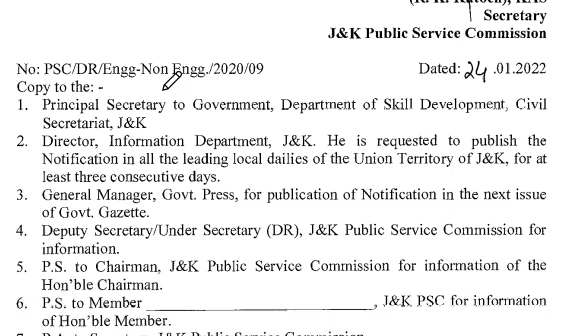 (R. K. Katoch), KAS
Secretary
J&K Public Service Commission
No: PSC/DR/Engg-Non Engg./2020/09 Dated: 24 .01.2022
Copy to the: -
1. Principal Secretary to Government, Department of Skill Development, Civil
Secretariat, J&K
2. Director, Information Department, J&K. He is requested to publish the
Notification in all the leading local dailies of the Union Territory of J&K, for at
least three consecutive days.
3. General Manager, Govt. Press, for publication of Notification in the next issue
of Govt. Gazette.
4. Deputy Secretary/Under Secretary (DR), J&K Public Service Commission for
information.
5. P.S. to Chairman, J&K Public Service Commission for information of the
Hon'ble Chairman.
6. P.S. to Member ______________________________, J&K PSC for information
of Hon'ble Member.